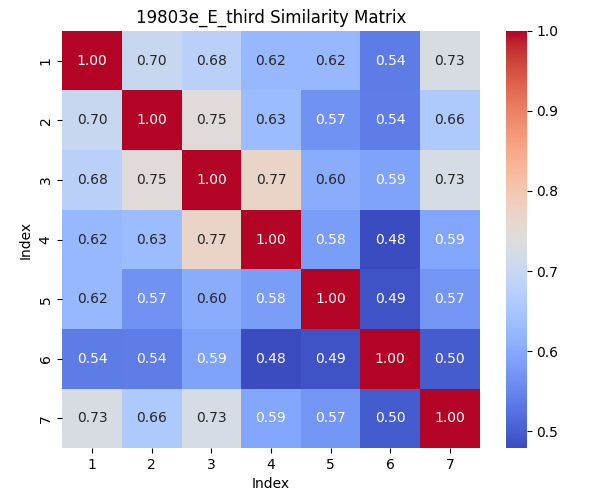 19803e_E_third Similarity Matrix
1 1.00 0.70 0.68 0.62 0.62 0.54 0.73
2 0.70 1.00 0.75 0.63 0.57 0.54 0.66
3 0.68 0.75 1.00 0.77 0.60 0.59 0.73
4 0.62 0.63 0.77 1.00 0.58 0.48 0.59
5 0.62 0.57 0.60 0.58 1.00 0.49 0.57
6 0.54 0.54 0.59 0.48 0.49 1.00 0.50
7 0.73 0.66 0.73 0.59 0.57 0.50 1.00
1 2 3 4 5 6 7
Index
Index
1.0
0.9
0.8
0.7
0.6
0.5